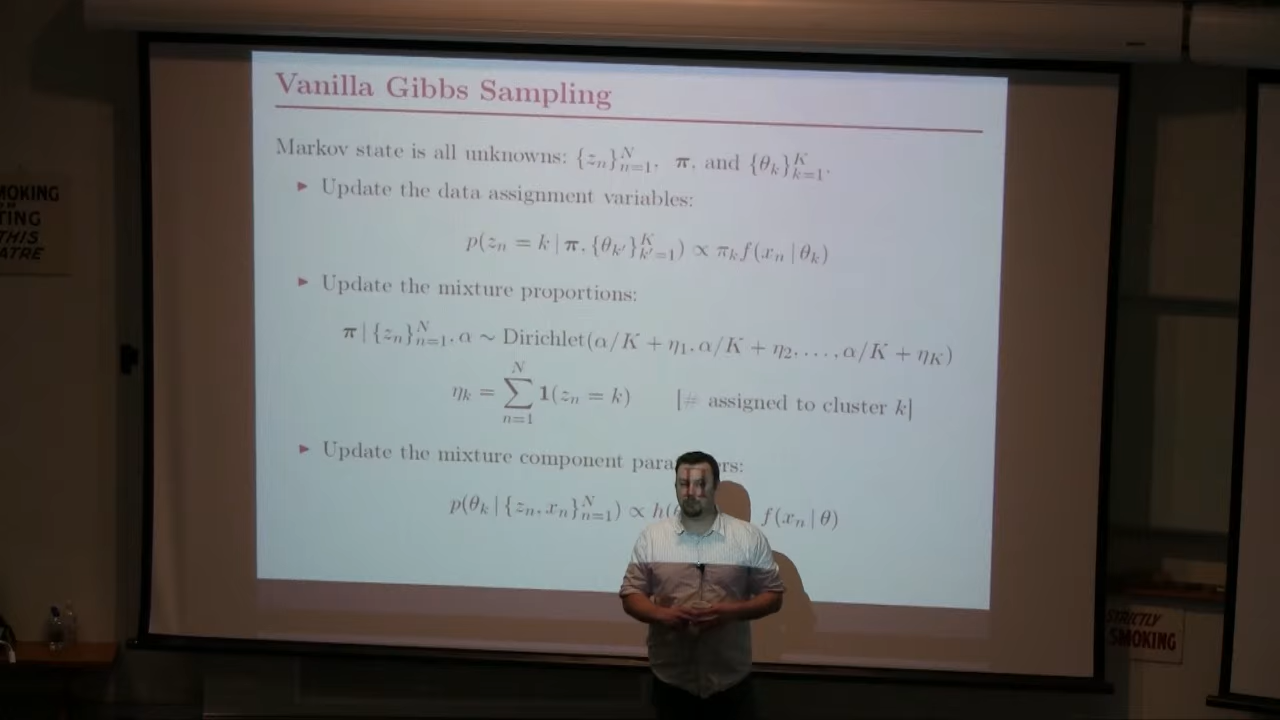 Vanilla Gibbs Sampling
Markov state is all unknowns: {z_n}_{n=1}^N, π, and {θ_k}_{k=1}^K.
► Update the data assignment variables:
p(z_n = k | π, {θ_{k'}}_{k'=1}^K) ∝ π_k f(x_n | θ_k)
► Update the mixture proportions:
π | {z_n}_{n=1}^N, α ~ Dirichlet(α/K + η_1, α/K + η_2, . . . , α/K + η_K)
η_k = ∑_{n=1}^N 1(z_n = k) [# assigned to cluster k]
► Update the mixture component para rs:
p(θ_k | {z_n, x_n}_{n=1}^N) ∝ h( f(x_n | θ)
MOKING
TING
THIS
ATRE
STRICTLY
SMOKING